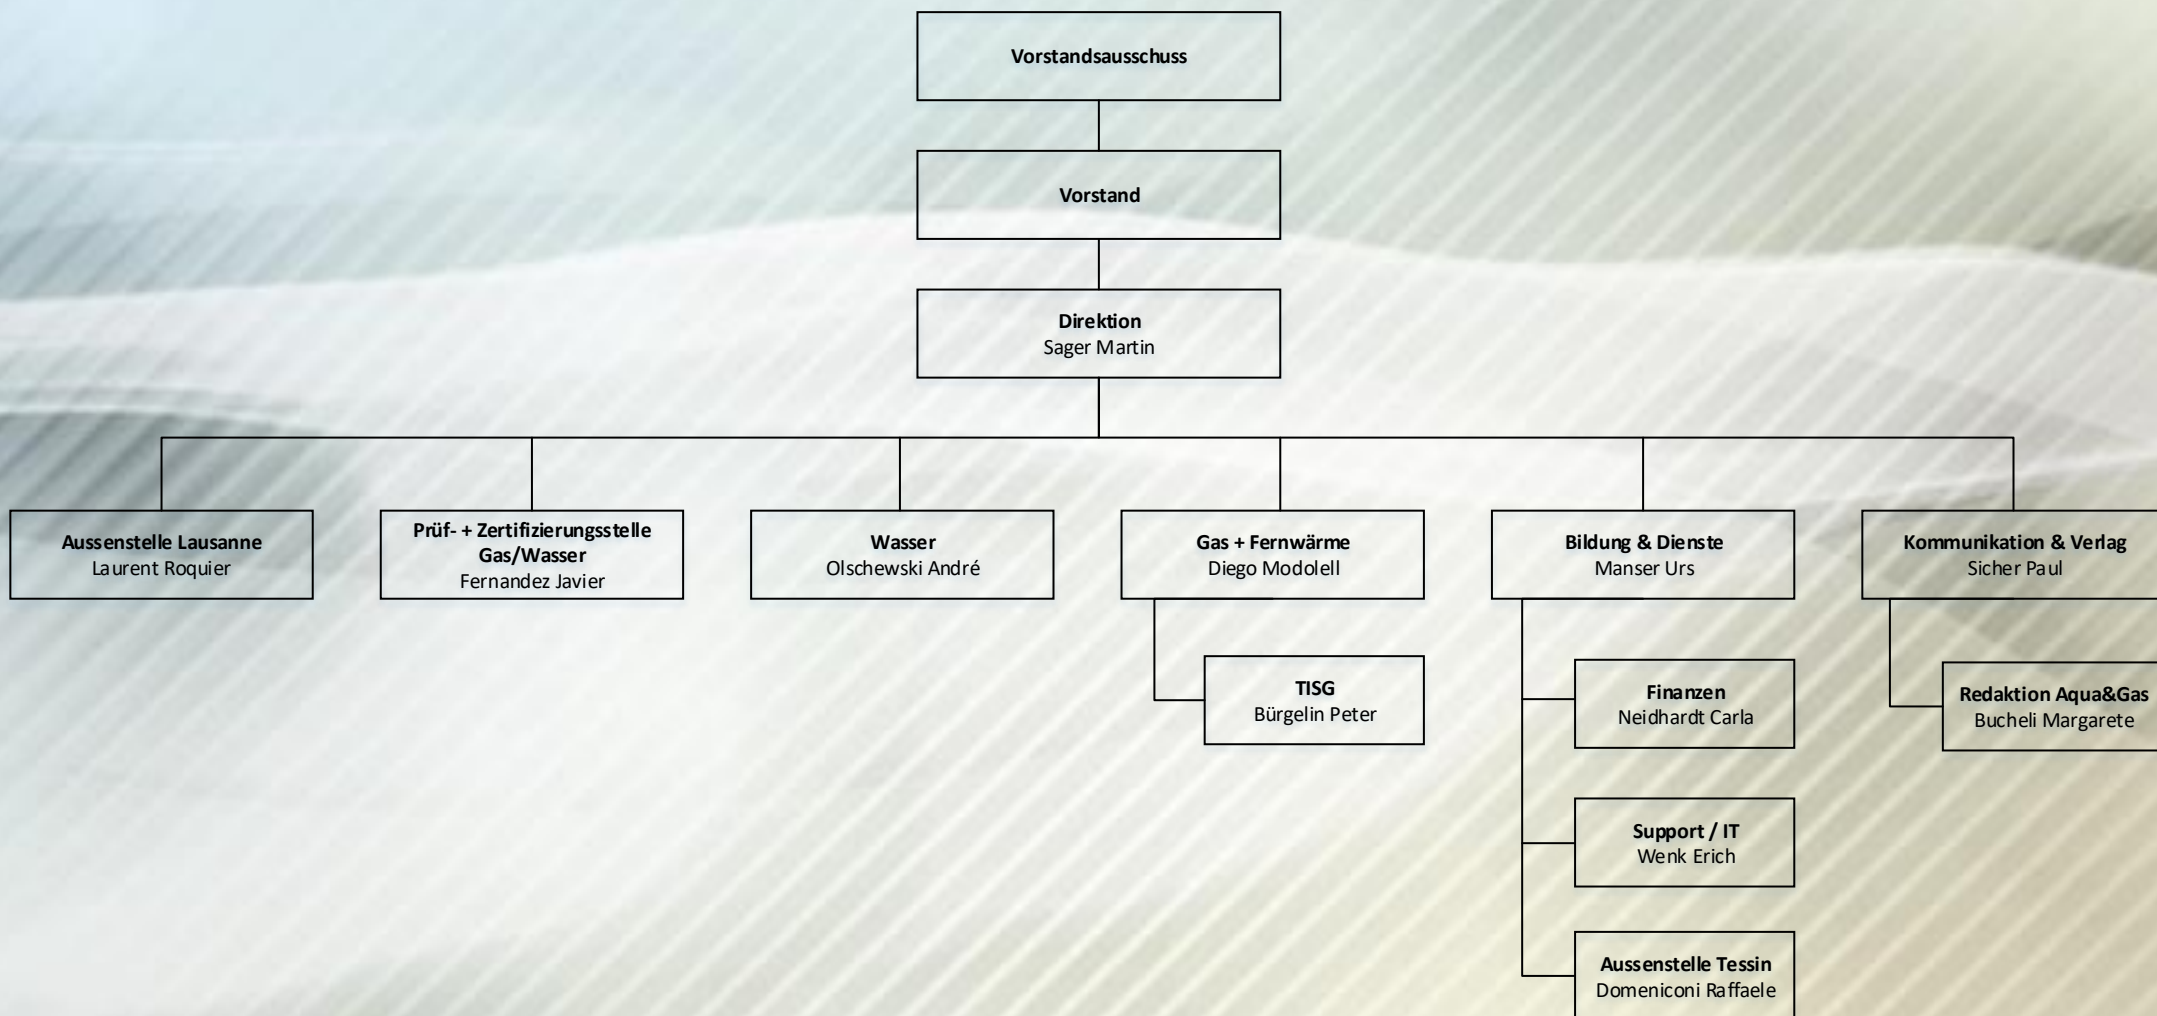 Vorstandsausschuss
Vorstand
Direktion
Sager Martin
Aussenstelle Lausanne
Laurent Roquier
Prüf- + Zertifizierungsstelle
Gas/Wasser
Fernandez Javier
Wasser
Olschewski André
Gas + Fernwärme
Diego Modolell
Bildung & Dienste
Manser Urs
Kommunikation & Verlag
Sicher Paul
TISG
Bürgelin Peter
Finanzen
Neidhardt Carla
Redaktion Aqua&Gas
Bucheli Margarete
Support / IT
Wenk Erich
Aussenstelle Tessin
Domeniconi Raffaele